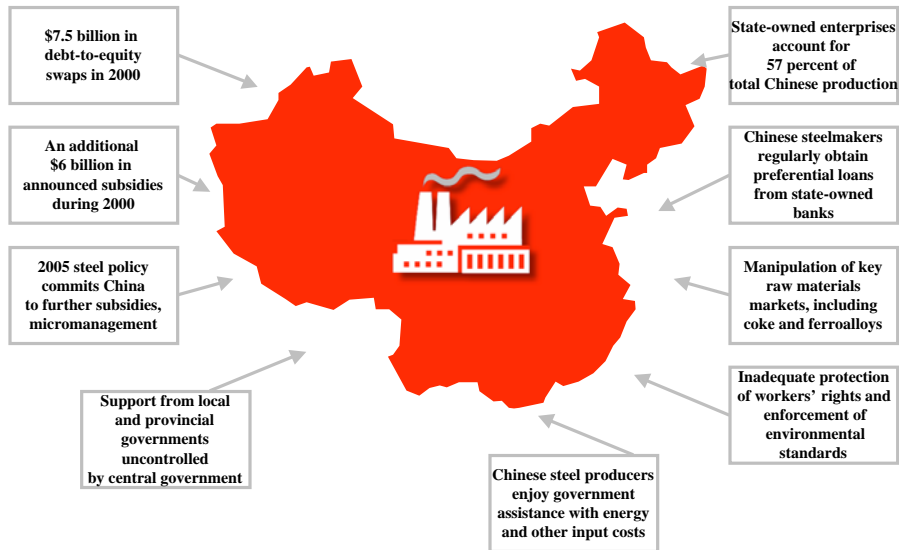 $7.5 billion in
debt-to-equity
swaps in 2000
State-owned enterprises
account for
57 percent of
total Chinese production
An additional
$6 billion in
announced subsidies
during 2000
Chinese steelmakers
regularly obtain
preferential loans
from state-owned
banks
2005 steel policy
commits China
to further subsidies,
micromanagement
Manipulation of key
raw materials
markets, including
coke and ferroalloys
Support from local
and provincial
governments
uncontrolled
by central government
Inadequate protection
of workers’ rights and
enforcement of
environmental
standards
Chinese steel producers
enjoy government
assistance with energy
and other input costs